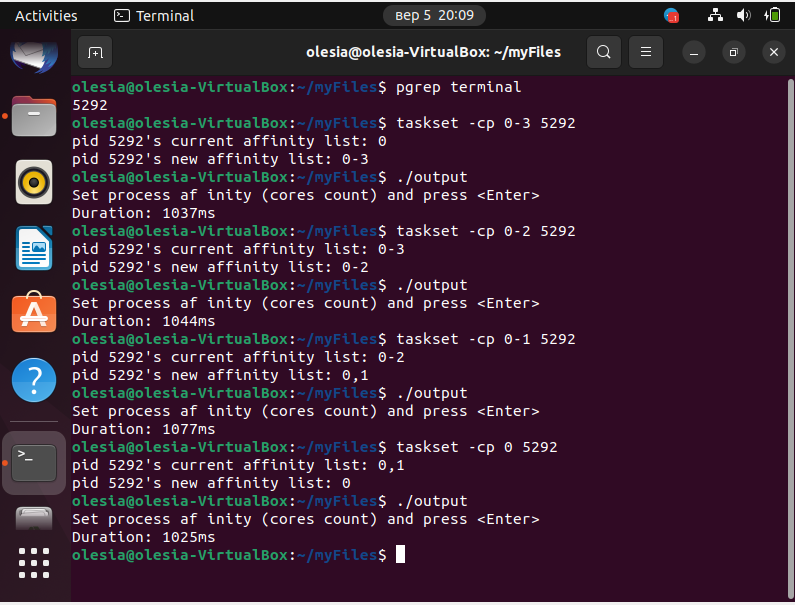 Activities
Terminal
вер 5 20:09
1
olesia@olesia-VirtualBox: ~/myFiles
olesia@olesia-VirtualBox:~/myFiles$ pgrep terminal
5292
olesia@olesia-VirtualBox:~/myFiles$ taskset -cp 0-3 5292
pid 5292's current affinity list: 0
pid 5292's new affinity list: 0-3
olesia@olesia-VirtualBox:~/myFiles$ ./output
Set process af inity (cores count) and press <Enter>
Duration: 1037ms
olesia@olesia-VirtualBox:~/myFiles$ taskset -cp 0-2 5292
pid 5292's current affinity list: 0-3
pid 5292's new affinity list: 0-2
olesia@olesia-VirtualBox:~/myFiles$ ./output
Set process af inity (cores count) and press <Enter>
Duration: 1044ms
olesia@olesia-VirtualBox:~/myFiles$ taskset -cp 0-1 5292
pid 5292's current affinity list: 0-2
pid 5292's new affinity list: 0,1
olesia@olesia-VirtualBox:~/myFiles$ ./output
Set process af inity (cores count) and press <Enter>
Duration: 1077ms
olesia@olesia-VirtualBox:~/myFiles$ taskset -cp 0 5292
pid 5292's current affinity list: 0,1
pid 5292's new affinity list: 0
olesia@olesia-VirtualBox:~/myFiles$ ./output
Set process af inity (cores count) and press <Enter>
Duration: 1025ms
olesia@olesia-VirtualBox:~/myFiles$